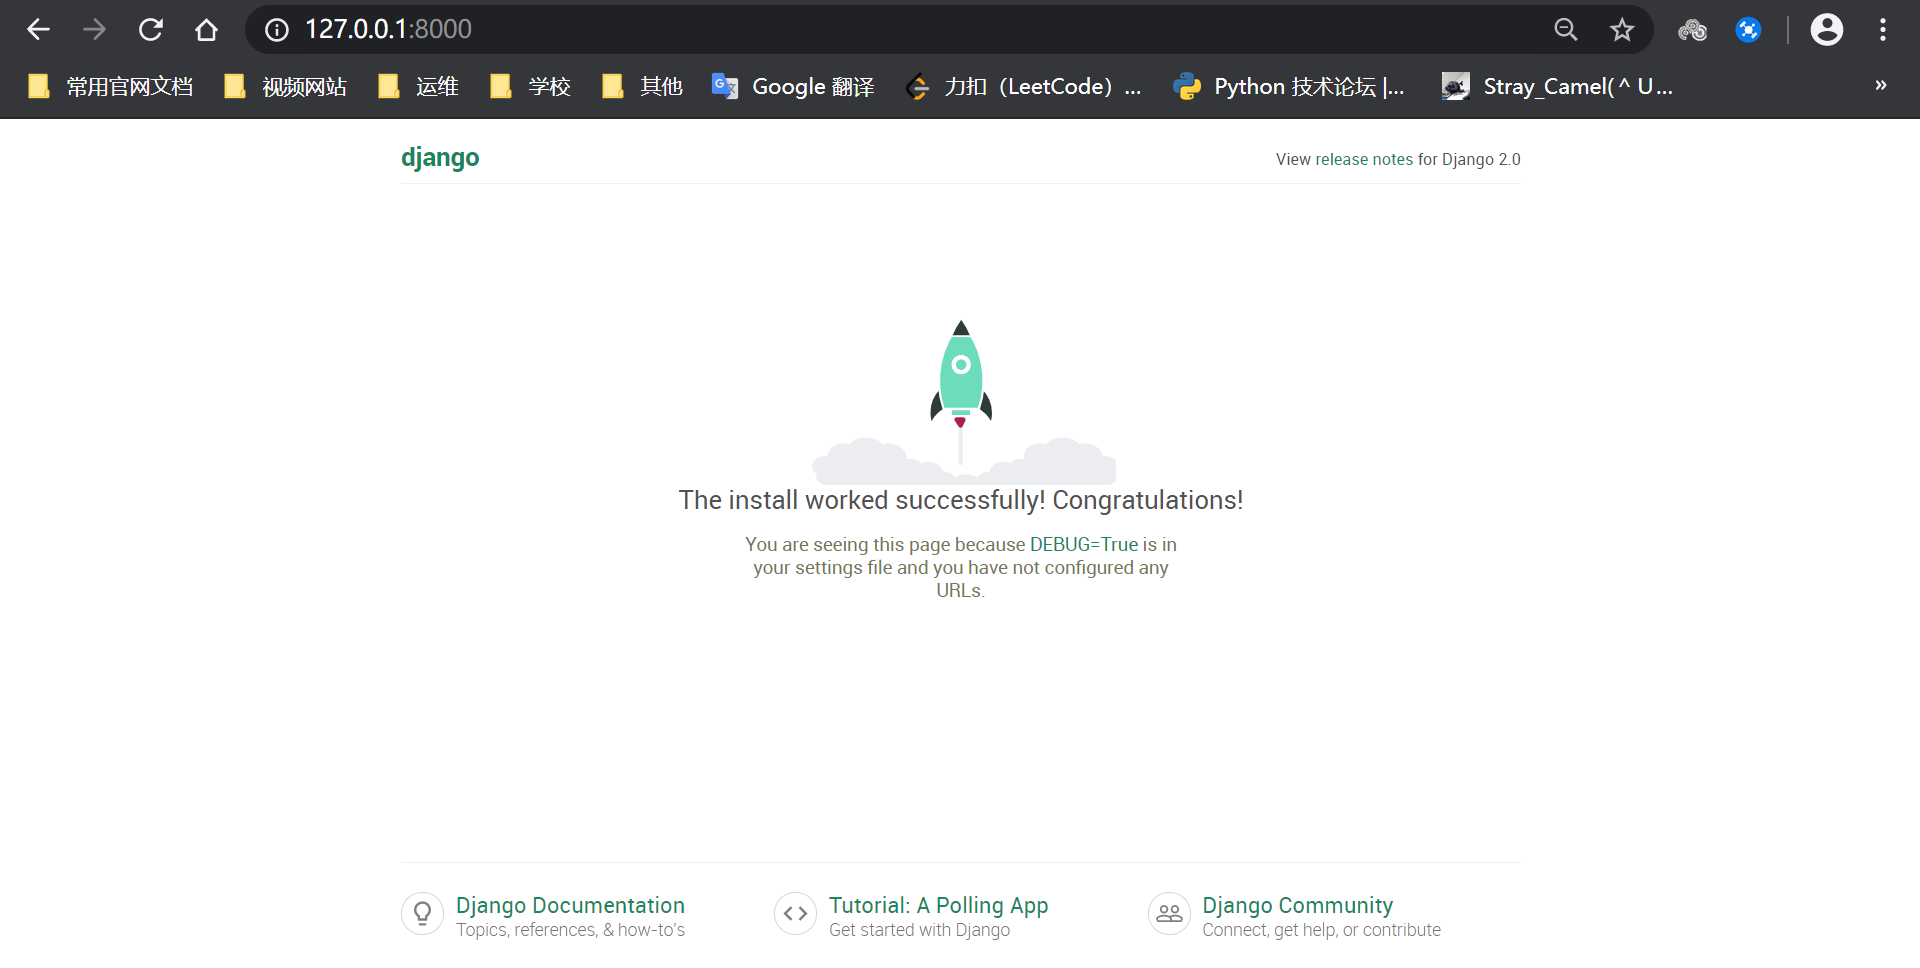 127.0.0.1:8000
常用官网文档 视频网站 运维 学校 其他 Google 翻译 力扣（LeetCode）... Python 技术论坛 |... Stray_Camel(＾Ｕ...
django
View release notes for Django 2.0
The install worked successfully! Congratulations!
You are seeing this page because DEBUG=True is in
your settings file and you have not configured any
URLs.
Django Documentation
Topics, references, & how-to's
Tutorial: A Polling App
Get started with Django
Django Community
Connect, get help, or contribute